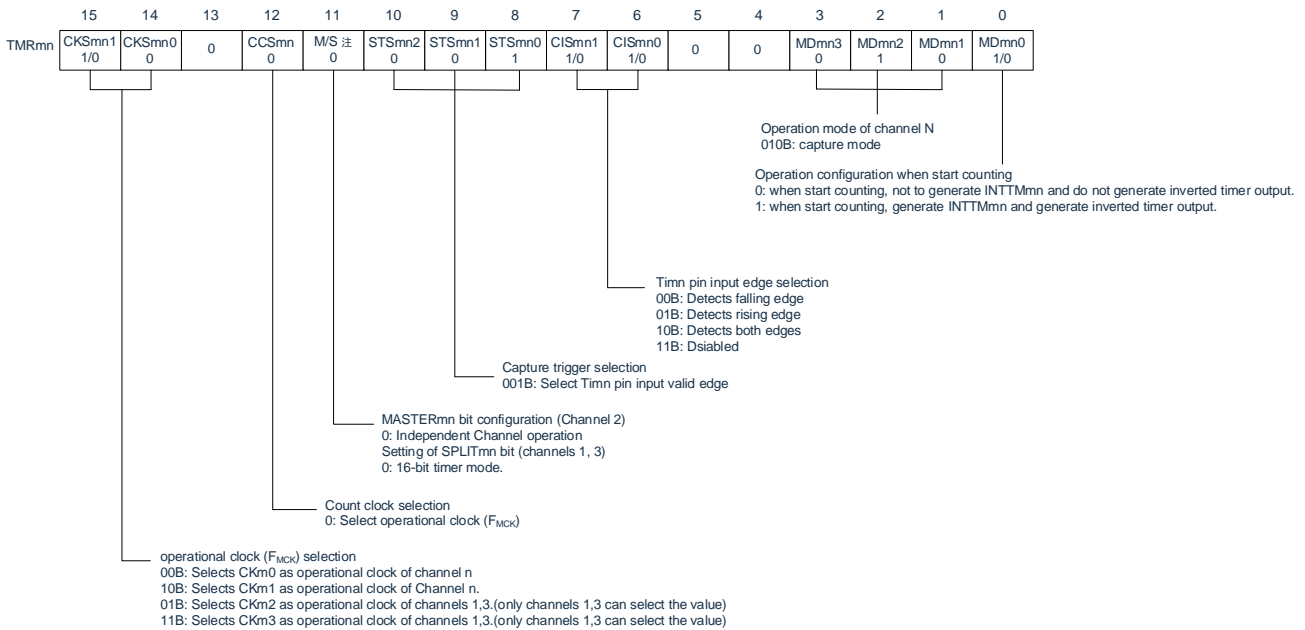 15 14 13 12 11 10 9 8 7 6 5 4 3 2 1 0
TMRmn CKSmn1 CKSmn0 0 CCSmn M/S 注 STSmn2 STSmn1 STSmn0 CISmn1 CISmn0 0 0 MDmn3 MDmn2 MDmn1 MDmn0
1/0 0 0 0 0 0 1 1/0 1/0 0 1 0 1/0
Operation mode of channel N
010B: capture mode
Operation configuration when start counting
0: when start counting, not to generate INTTMmn and do not generate inverted timer output.
1: when start counting, generate INTTMmn and generate inverted timer output.
Timn pin input edge selection
00B: Detects falling edge
01B: Detects rising edge
10B: Detects both edges
11B: Dsiabled
Capture trigger selection
001B: Select Timn pin input valid edge
MASTERmn bit configuration (Channel 2)
0: Independent Channel operation
Setting of SPLITmn bit (channels 1, 3)
0: 16-bit timer mode.
Count clock selection
0: Select operational clock (FMCK)
operational clock (FMCK) selection
00B: Selects CKm0 as operational clock of channel n
10B: Selects CKm1 as operational clock of Channel n.
01B: Selects CKm2 as operational clock of channels 1,3.(only channels 1,3 can select the value)
11B: Selects CKm3 as operational clock of channels 1,3.(only channels 1,3 can select the value)